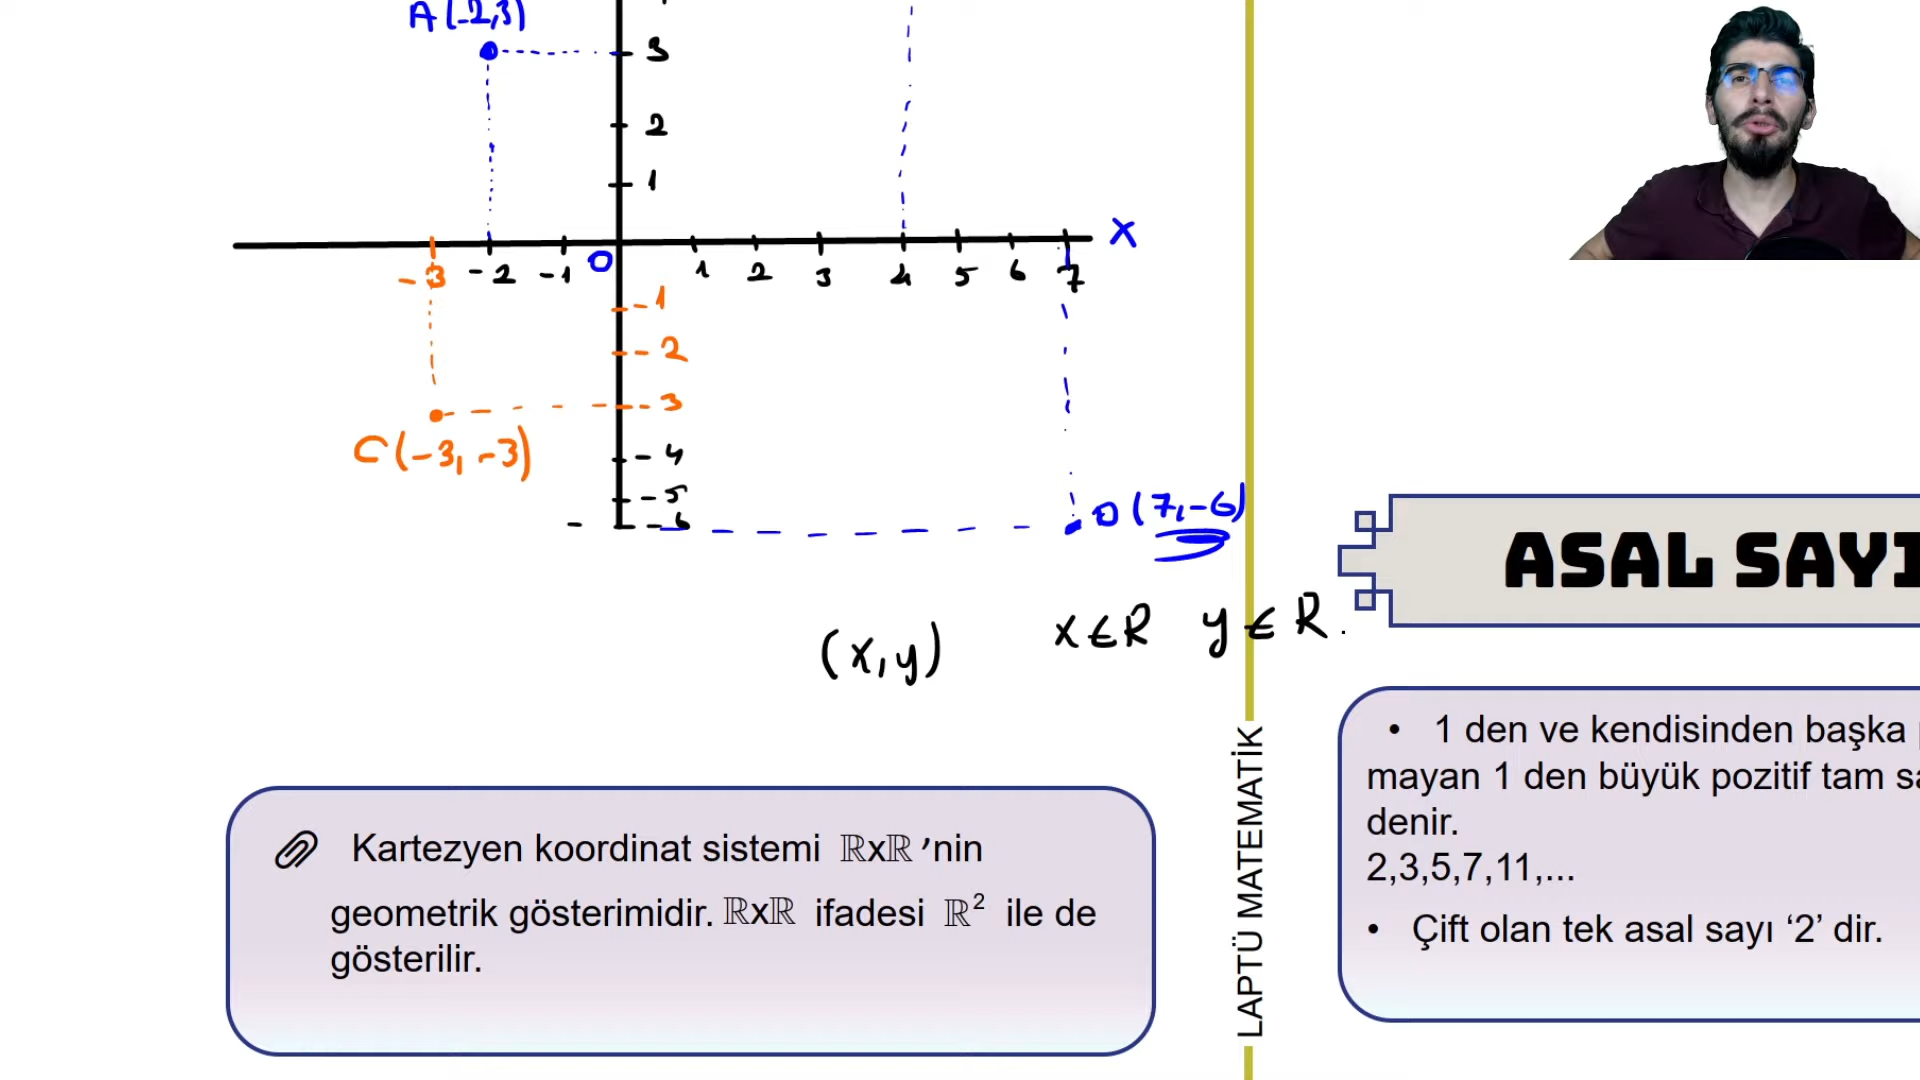 A(-2,3)
3
2
1
X
-3 -2 -1 0 1 2 3 4 5 6 7
-1
-2
-3
C(-3,-3)
-4
-5
-6
D(7,-6)
(x,y) x∈R y∈R.
Kartezyen koordinat sistemi ℝxℝ ’nin
geometrik gösterimidir. ℝxℝ ifadesi ℝ² ile de
gösterilir.
LAPTÜ MATEMATİK
ASAL SAYI
• 1 den ve kendisinden başka
mayan 1 den büyük pozitif tam
denir.
2,3,5,7,11,...
• Çift olan tek asal sayı ‘2’ dir.